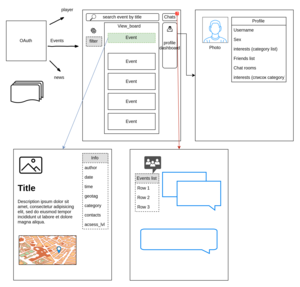 player
OAuth
Events
news
search event by title
Chats
View_board
filter
Event
Event
Event
Event
Event
profile
dashboard
Profile
Username
Sex
Interests (category list)
Friends list
Chat rooms
Interests (conecse category)
Photo
Title
Description ipsum dolor sit
amet, consectetur adipisicing
elit, sed do eiusmod tempor
incididunt ut labore et dolore
magna aliqua.
Info
author
date
time
geotag
category
contacts
access_lvl
Events list
Row 1
Row 2
Row 3